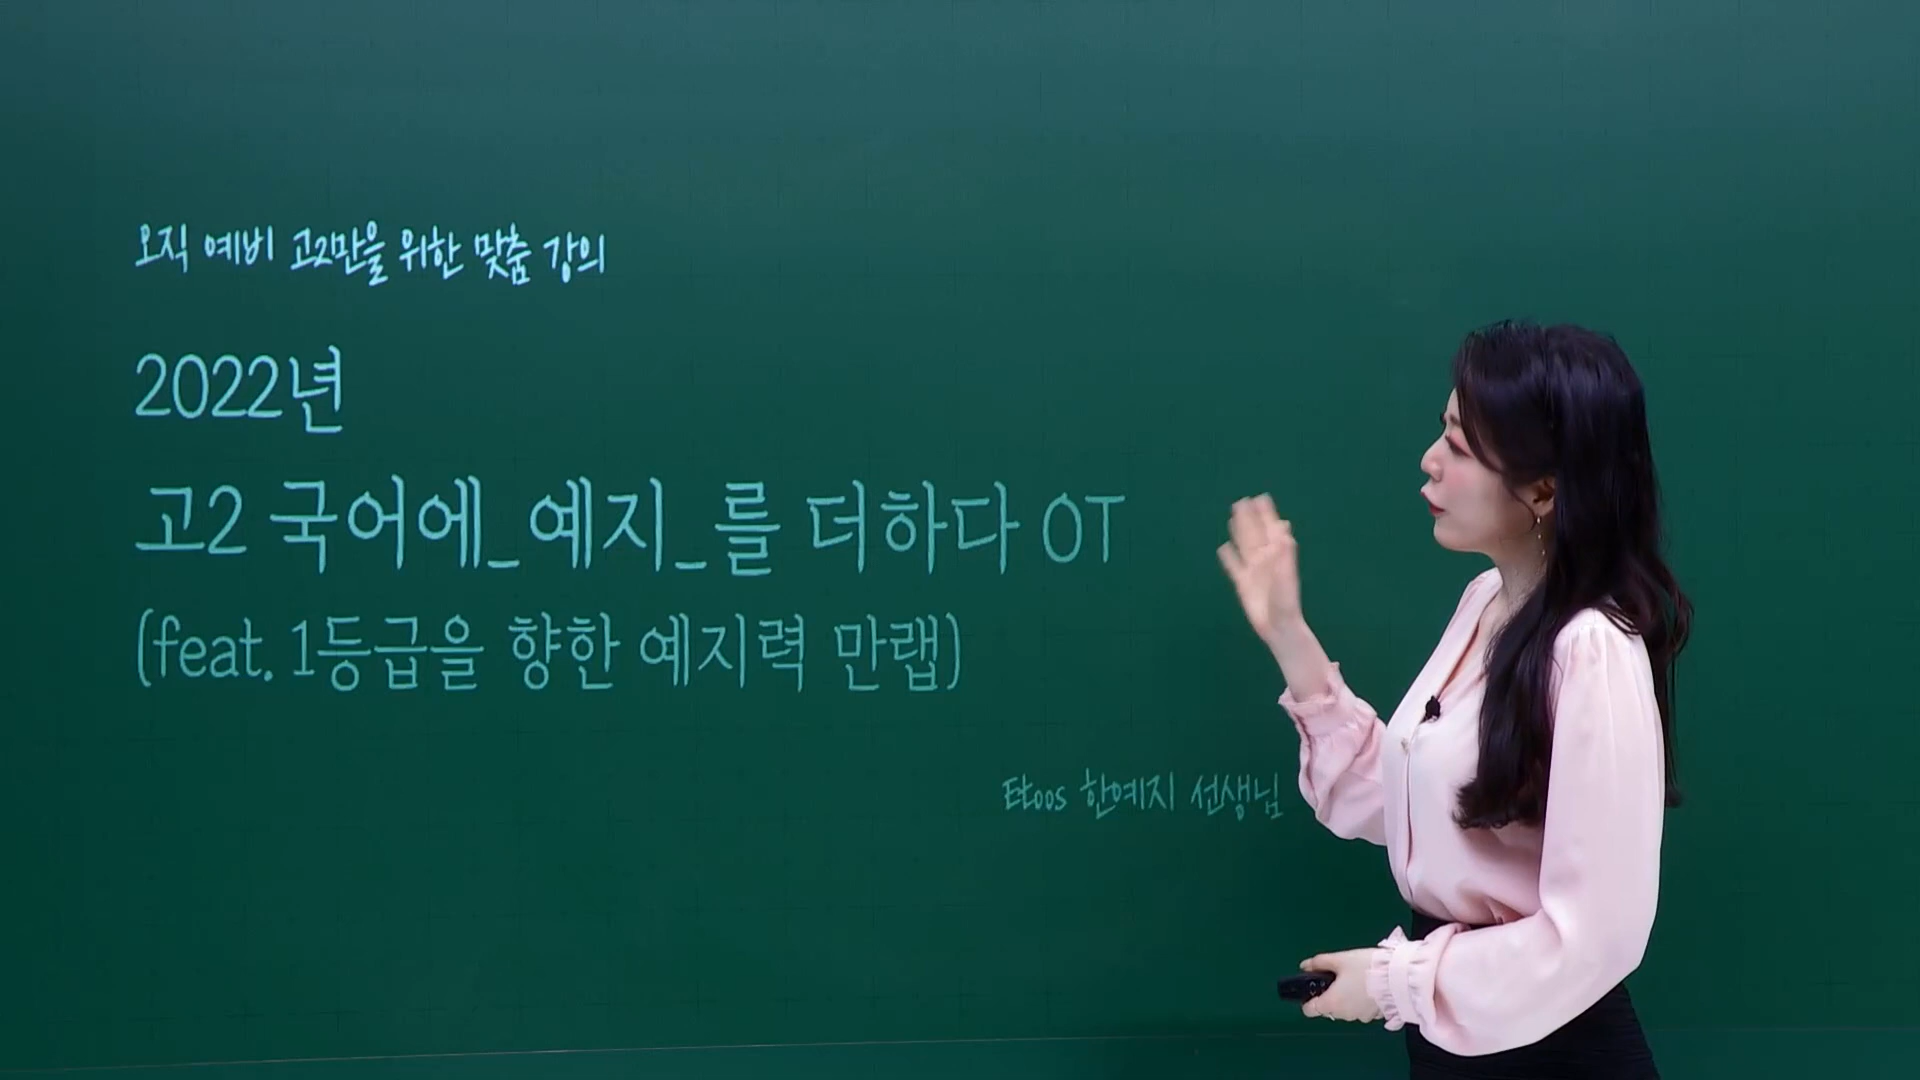 오직 예비 고2만을 위한 맞춤 강의
2022년
고2 국어에_예지_를 더하다 OT
(feat. 1등급을 향한 예지력 만랩)
Etoos 한예지 선생님